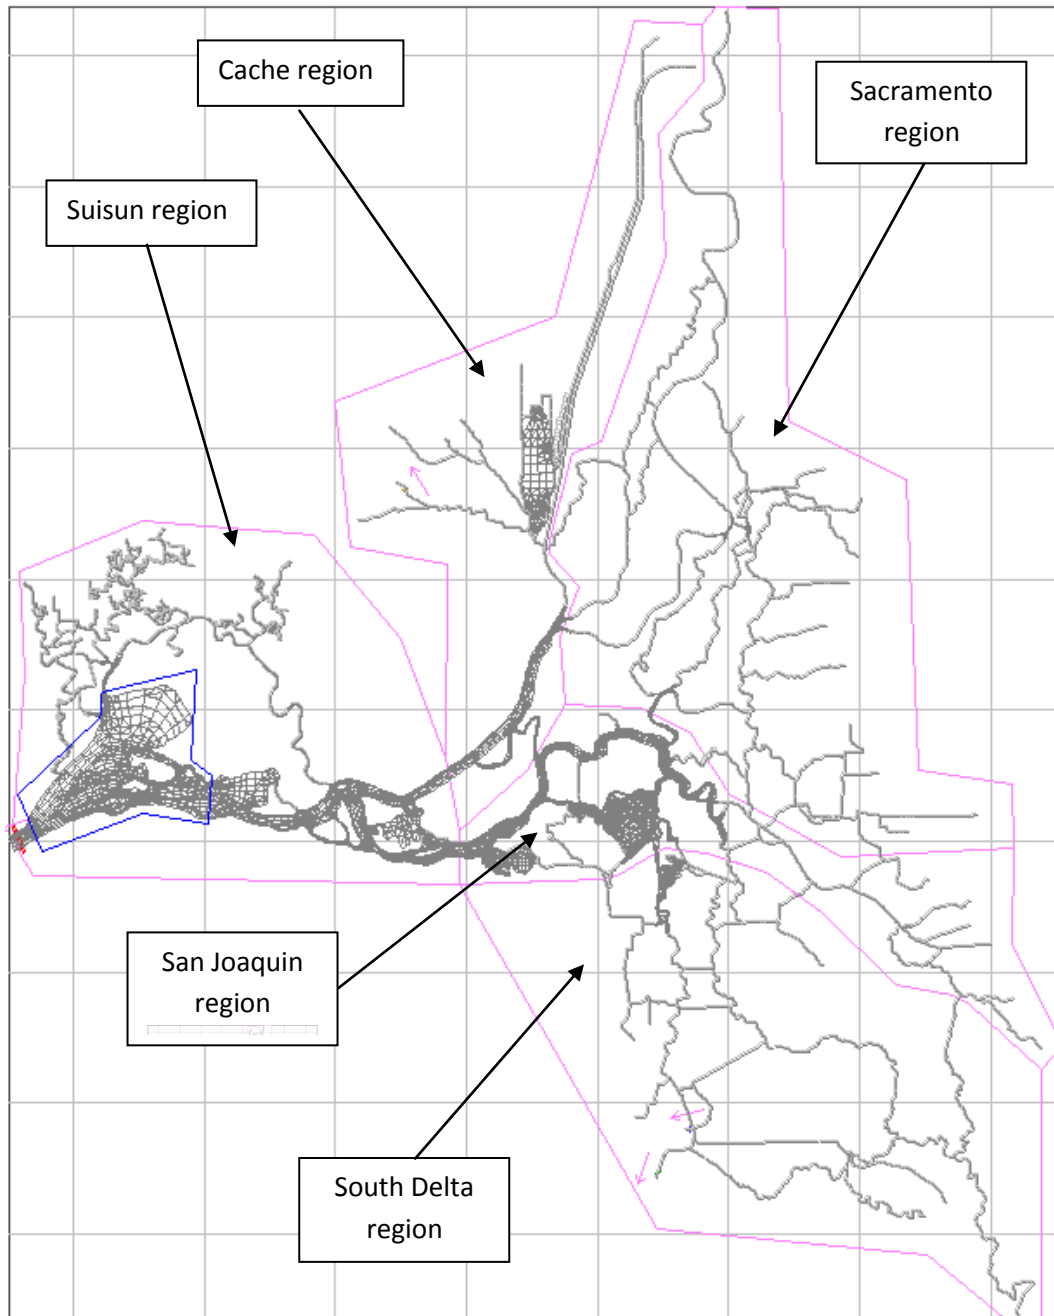 Cache region
Sacramento
region
Suisun region
San Joaquin
region
South Delta
region